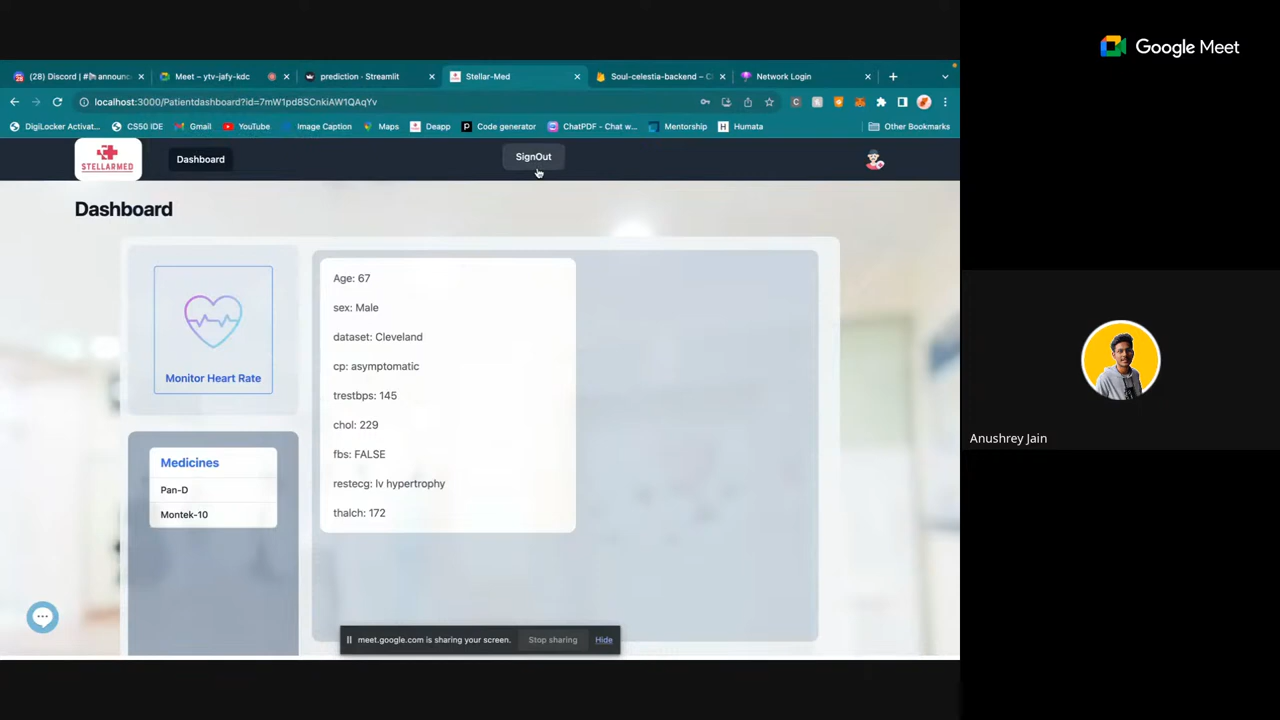 Google Meet
(28) Discord | #
announc
Meet – ytv-jafy-kdc
prediction · Streamlit
Stellar-Med
Soul-celestia-backend – C
Network Login
localhost:3000/Patientdashboard?id=7mW1pd8SCnkiAW1QAqYv
DigiLocker Activat...
CS50 IDE
Gmail
YouTube
Image Caption
Maps
Deapp
Code generator
ChatPDF - Chat w...
Mentorship
Humata
Other Bookmarks
STELLARMED
Dashboard
SignOut
Dashboard
Monitor Heart Rate
Age: 67
sex: Male
dataset: Cleveland
cp: asymptomatic
trestbps: 145
chol: 229
fbs: FALSE
restecg: lv hypertrophy
thalch: 172
Medicines
Pan-D
Montek-10
meet.google.com is sharing your screen.
Stop sharing
Hide
Anushrey Jain